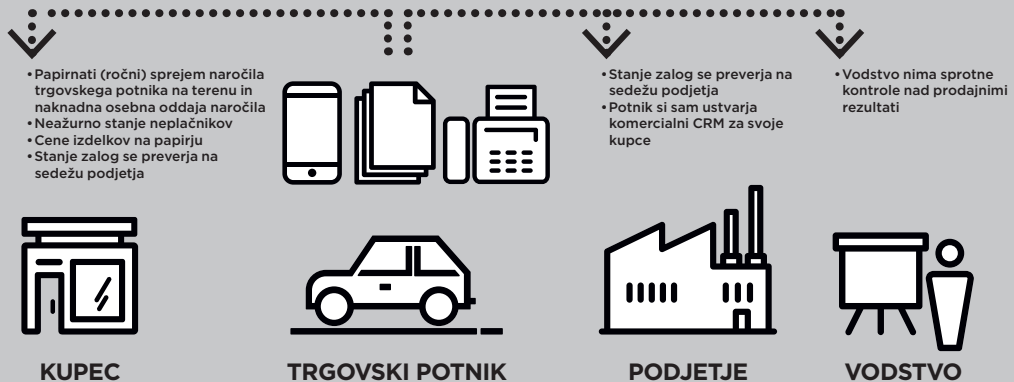 •Papirnati (ročni) sprejem naročila
trgovskega potnika na terenu in
naknadna osebna oddaja naročila
•Neažurno stanje neplačnikov
•Cene izdelkov na papirju
•Stanje zalog se preverja na
sedežu podjetja
•Stanje zalog se preverja na
sedežu podjetja
•Potnik si sam ustvarja
komercialni CRM za svoje
kupce
•Vodstvo nima sprotne
kontrole nad prodajnimi
rezultati
KUPEC
TRGOVSKI POTNIK
PODJETJE
VODSTVO